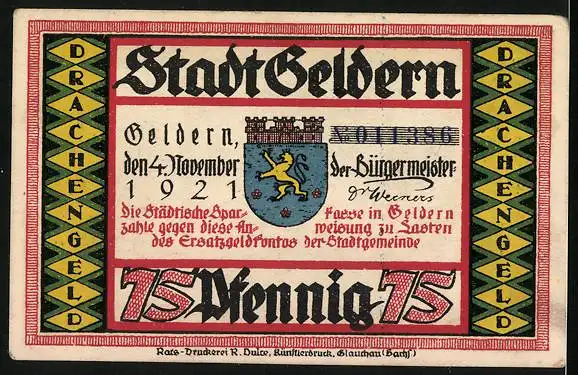 Stadt Geldern
DRACHENGELD
Geldern, № 011386
den 4. November der Bürgermeister
1921 Dr Weeners
Die Städtische Spar- kasse in Geldern
zahle gegen diese An- weisung zu Lasten
des Ersatzgeldkontos der Stadtgemeinde
75 Pfennig 75
DRACHENGELD
Rats-Druckerei R. Dulce, Künstlerdruck, Glauchau (Sachs)